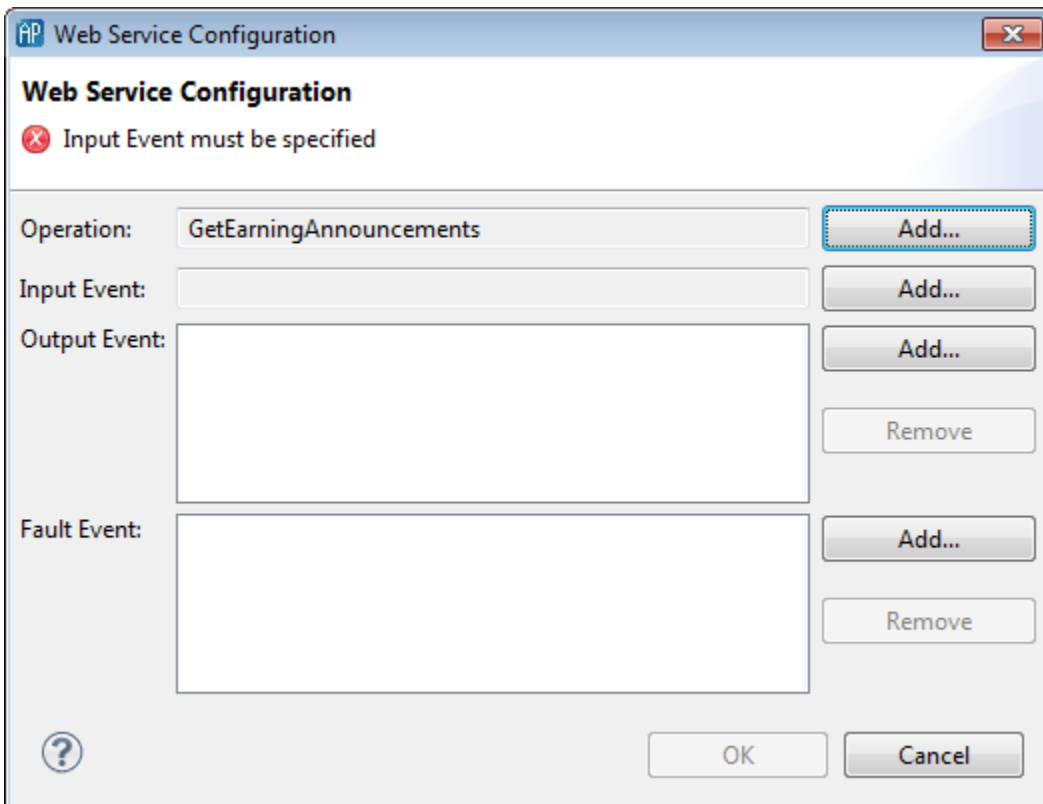 AP Web Service Configuration
Web Service Configuration
Input Event must be specified
Operation: GetEarningAnnouncements Add...
Input Event: Add...
Output Event: Add...
Remove
Fault Event: Add...
Remove
? OK Cancel